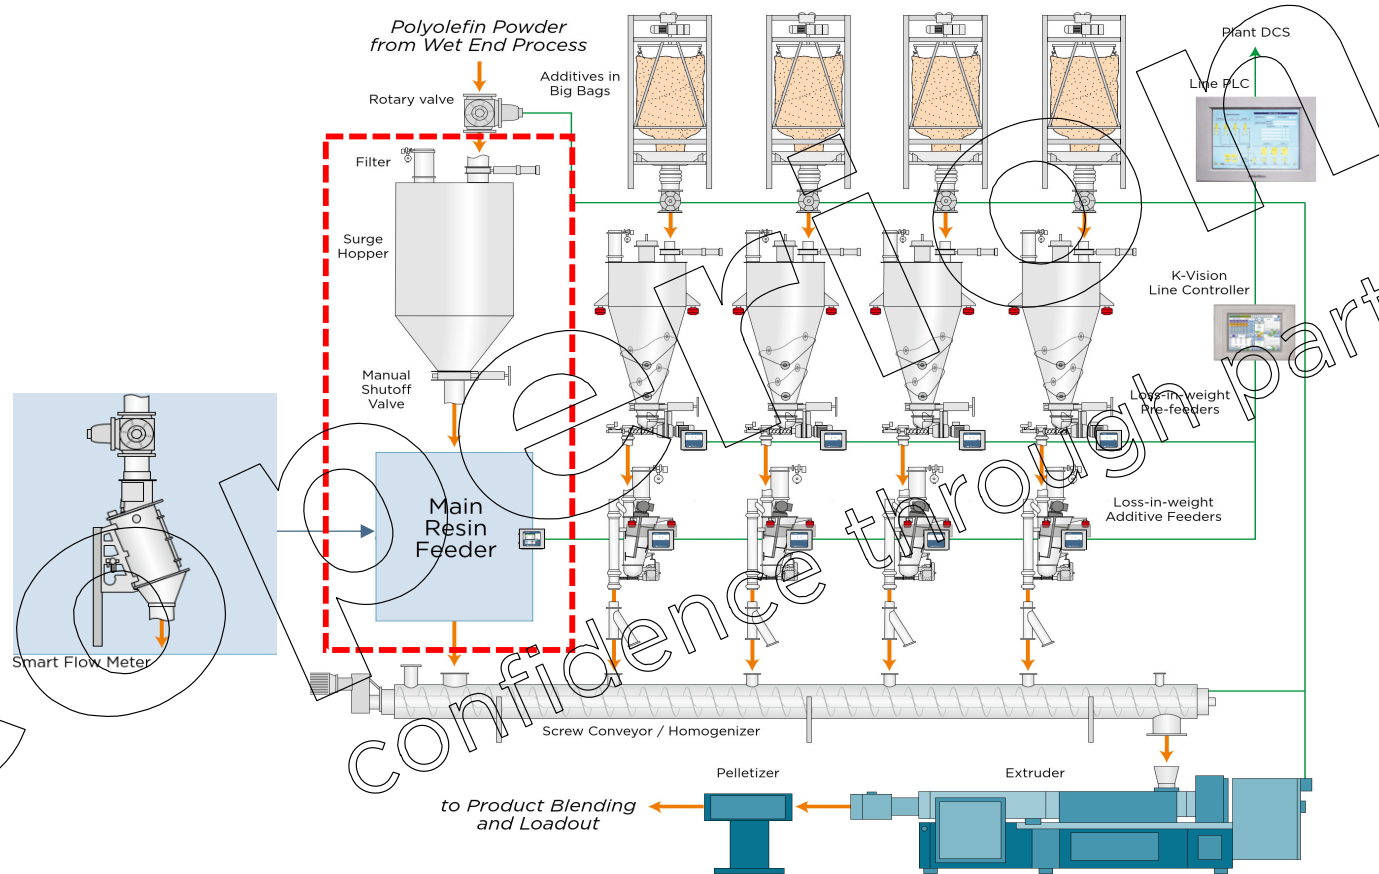 Polyolefin Powder
from Wet End Process
Rotary valve
Additives in
Big Bags
Plant DCS
Line PLC
Filter
Surge
Hopper
K-Vision
Line Controller
Manual
Shutoff
Valve
Loss-in-weight
Pre-feeders
Main
Resin
Feeder
Loss-in-weight
Additive Feeders
Smart Flow Meter
Screw Conveyor / Homogenizer
Pelletizer
Extruder
to Product Blending
and Loadout
confidence through part